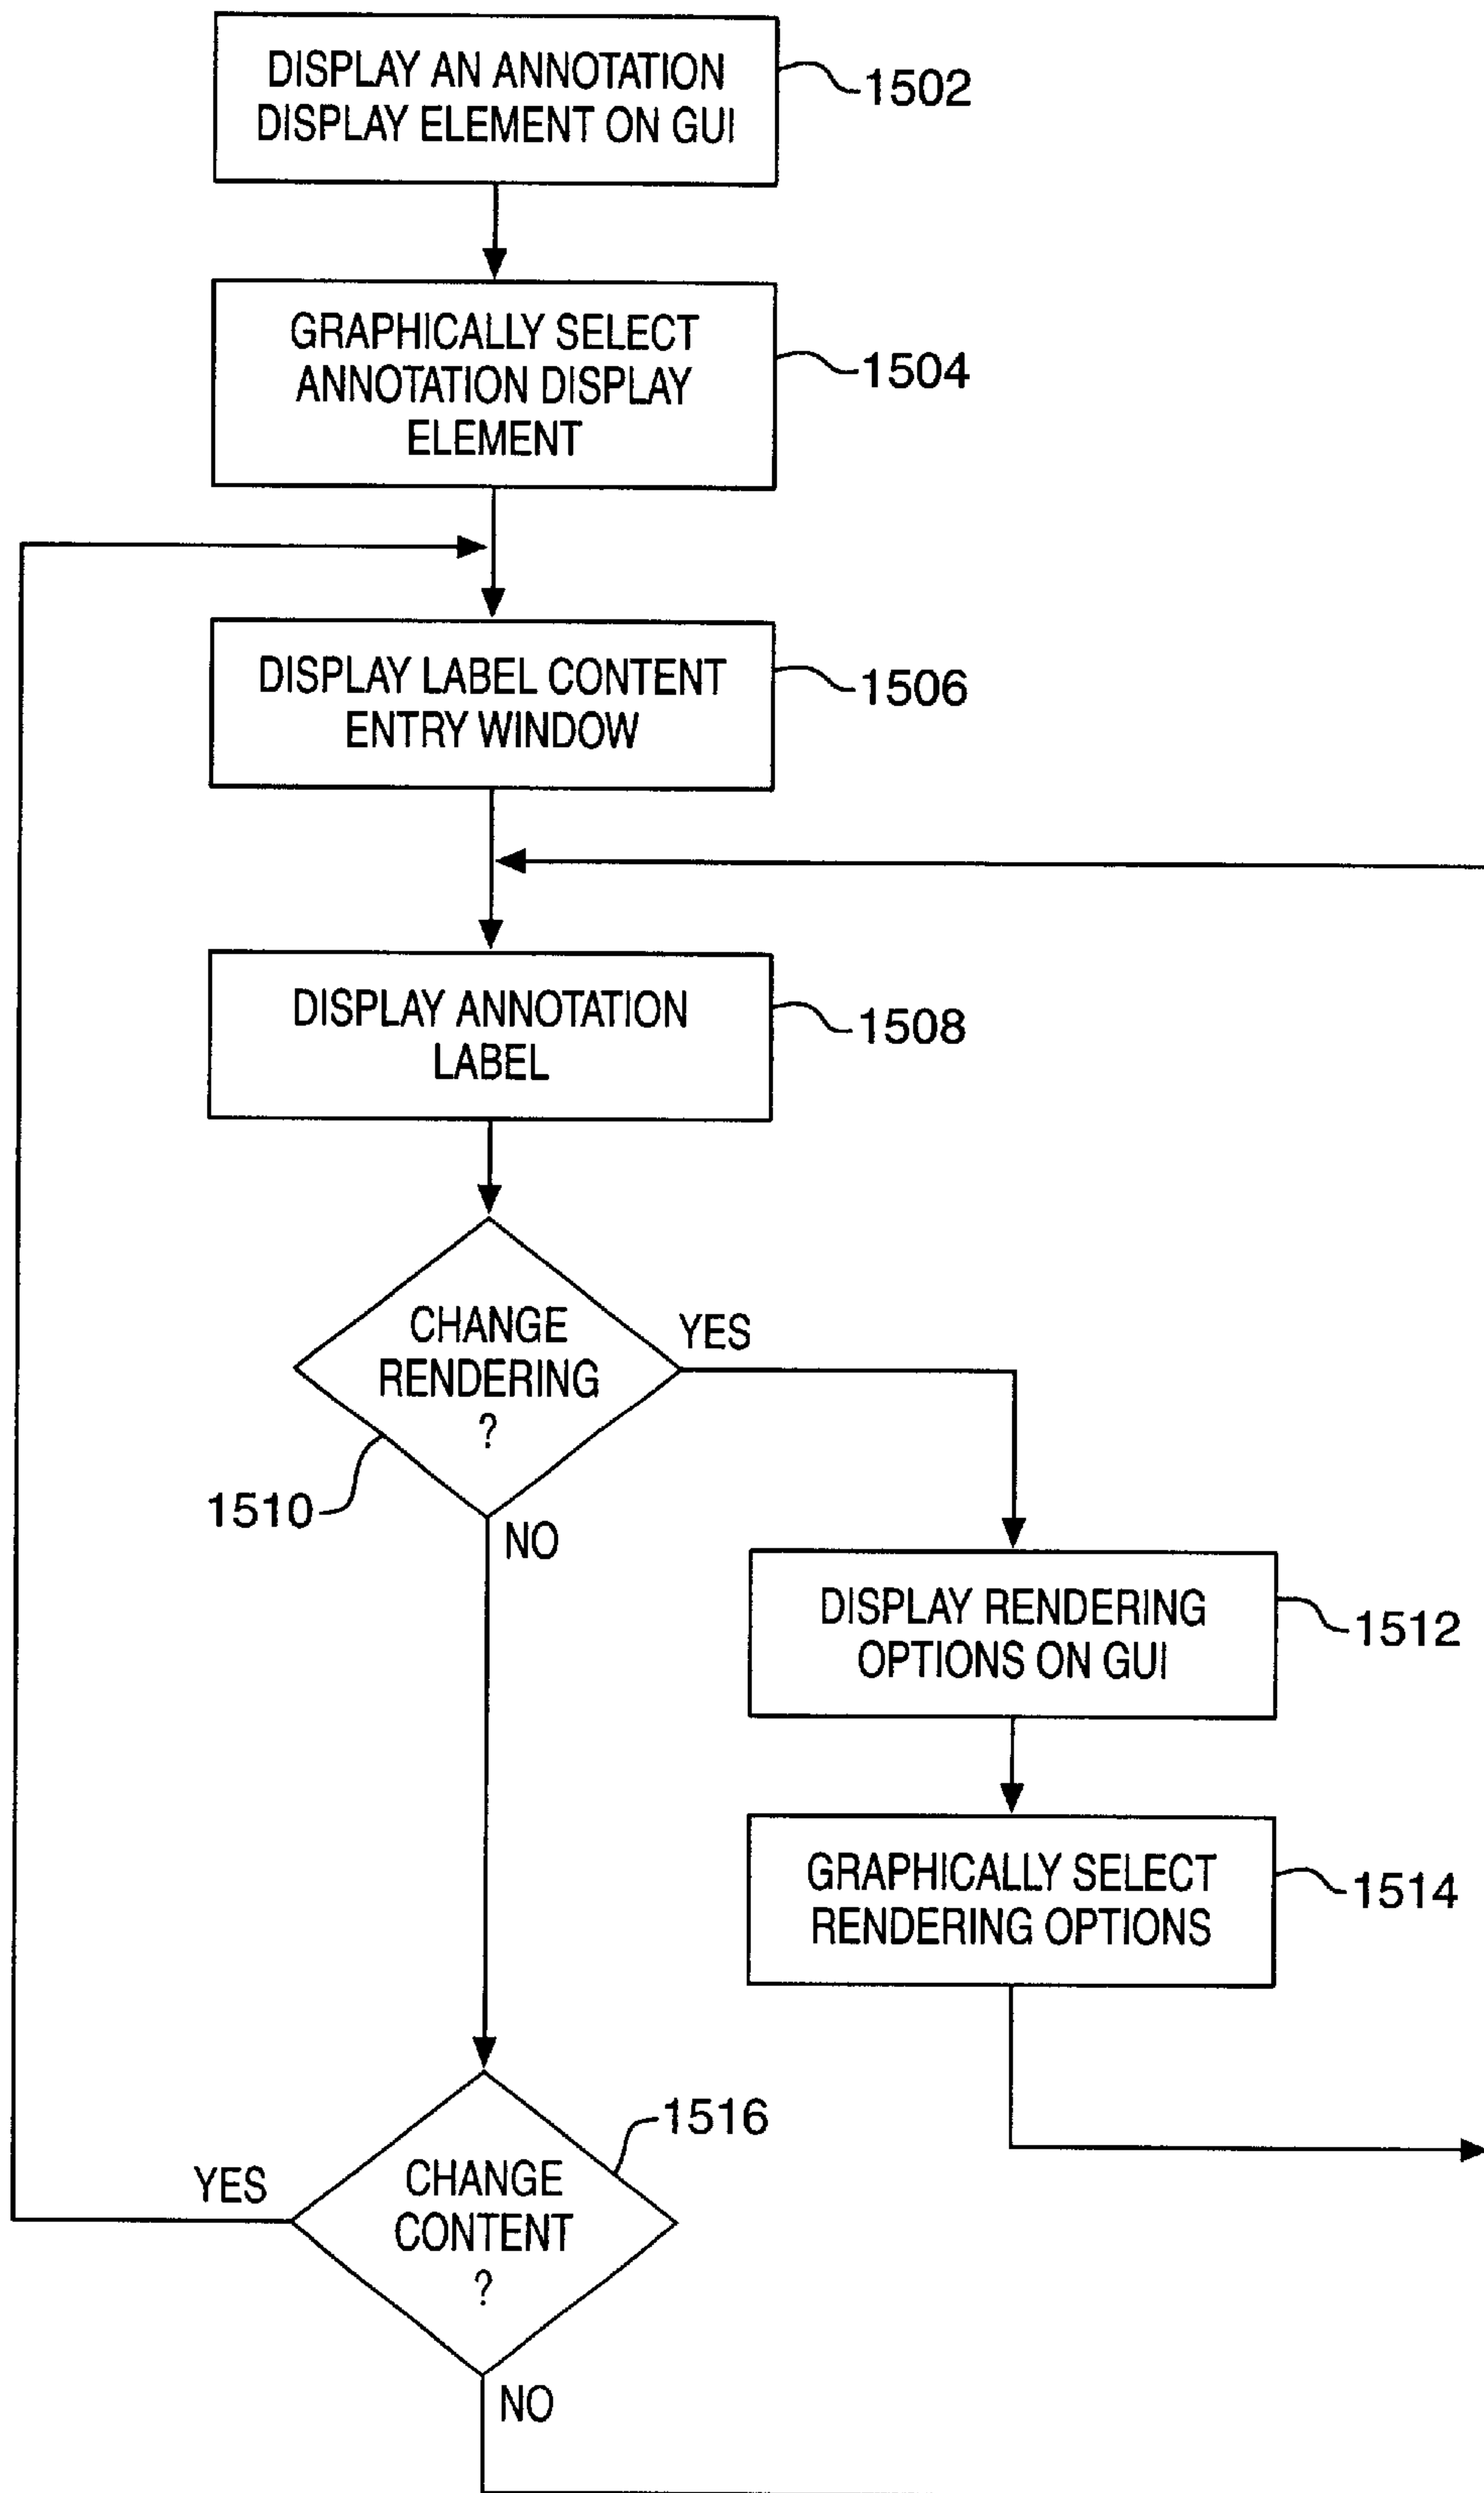 DISPLAY AN ANNOTATION
DISPLAY ELEMENT ON GUI
1502
GRAPHICALLY SELECT
ANNOTATION DISPLAY
ELEMENT
1504
DISPLAY LABEL CONTENT
ENTRY WINDOW
1506
DISPLAY ANNOTATION
LABEL
1508
CHANGE
RENDERING
?
YES
1510
NO
DISPLAY RENDERING
OPTIONS ON GUI
1512
GRAPHICALLY SELECT
RENDERING OPTIONS
1514
1516
YES
CHANGE
CONTENT
?
NO